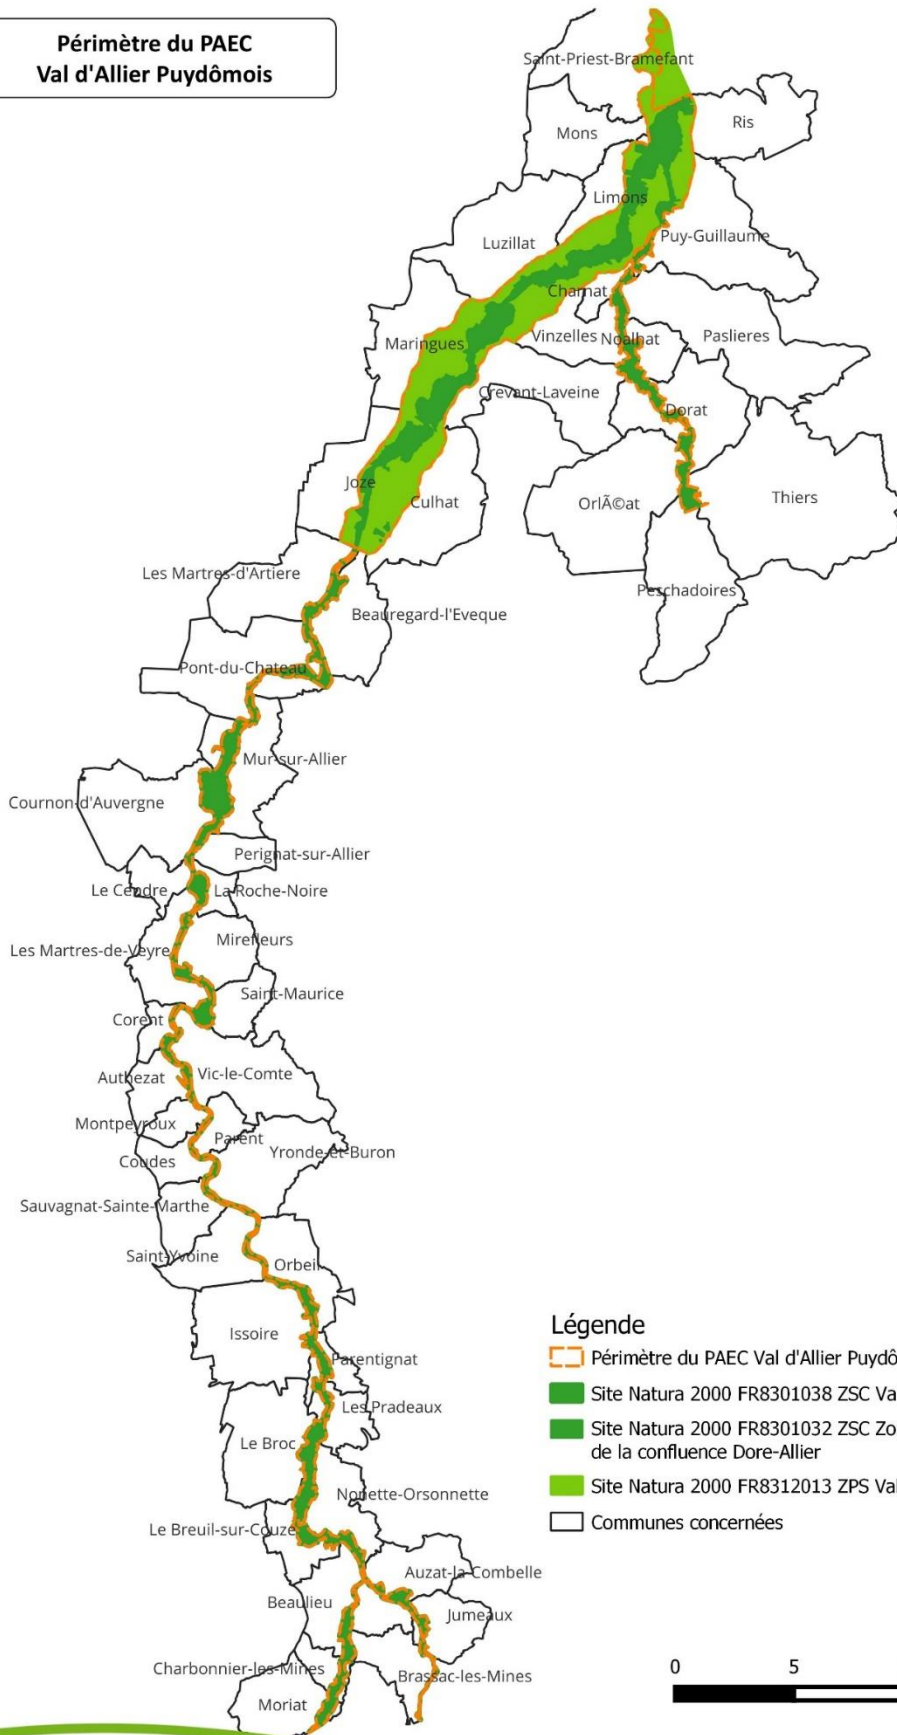 Périmètre du PAEC
Val d'Allier Puydômois
Saint-Priest-Bramefant
Mons
Ris
Limons
Luzillat
Puy-Guillaume
Charnat
Maringues
Vinzelles
Noalhat
Paslieres
Crevant-Laveine
Dorat
Joze
Culhat
OrlÃ©at
Thiers
Les Martres-d'Artiere
Peschadoires
Beauregard-l'Eveque
Pont-du-Chateau
Mur-sur-Allier
Cournon-d'Auvergne
Perignat-sur-Allier
Le Cendre
La Roche-Noire
Mirefleurs
Les Martres-de-Veyre
Saint-Maurice
Corent
Authezat
Vic-le-Comte
Montpeyroux
Parent
Coudes
Yronde-et-Buron
Sauvagnat-Sainte-Marthe
Saint-Yvoine
Orbeil
Issoire
Parentignat
Les Pradeaux
Le Broc
Nonette-Orsonnette
Le Breuil-sur-Couze
Auzat-la-Combelle
Beaulieu
Jumeaux
Charbonnier-les-Mines
Brassac-les-Mines
Moriat
Légende
Périmètre du PAEC Val d'Allier Puydô
Site Natura 2000 FR8301038 ZSC Va
Site Natura 2000 FR8301032 ZSC Zo
de la confluence Dore-Allier
Site Natura 2000 FR8312013 ZPS Val
Communes concernées
0 5